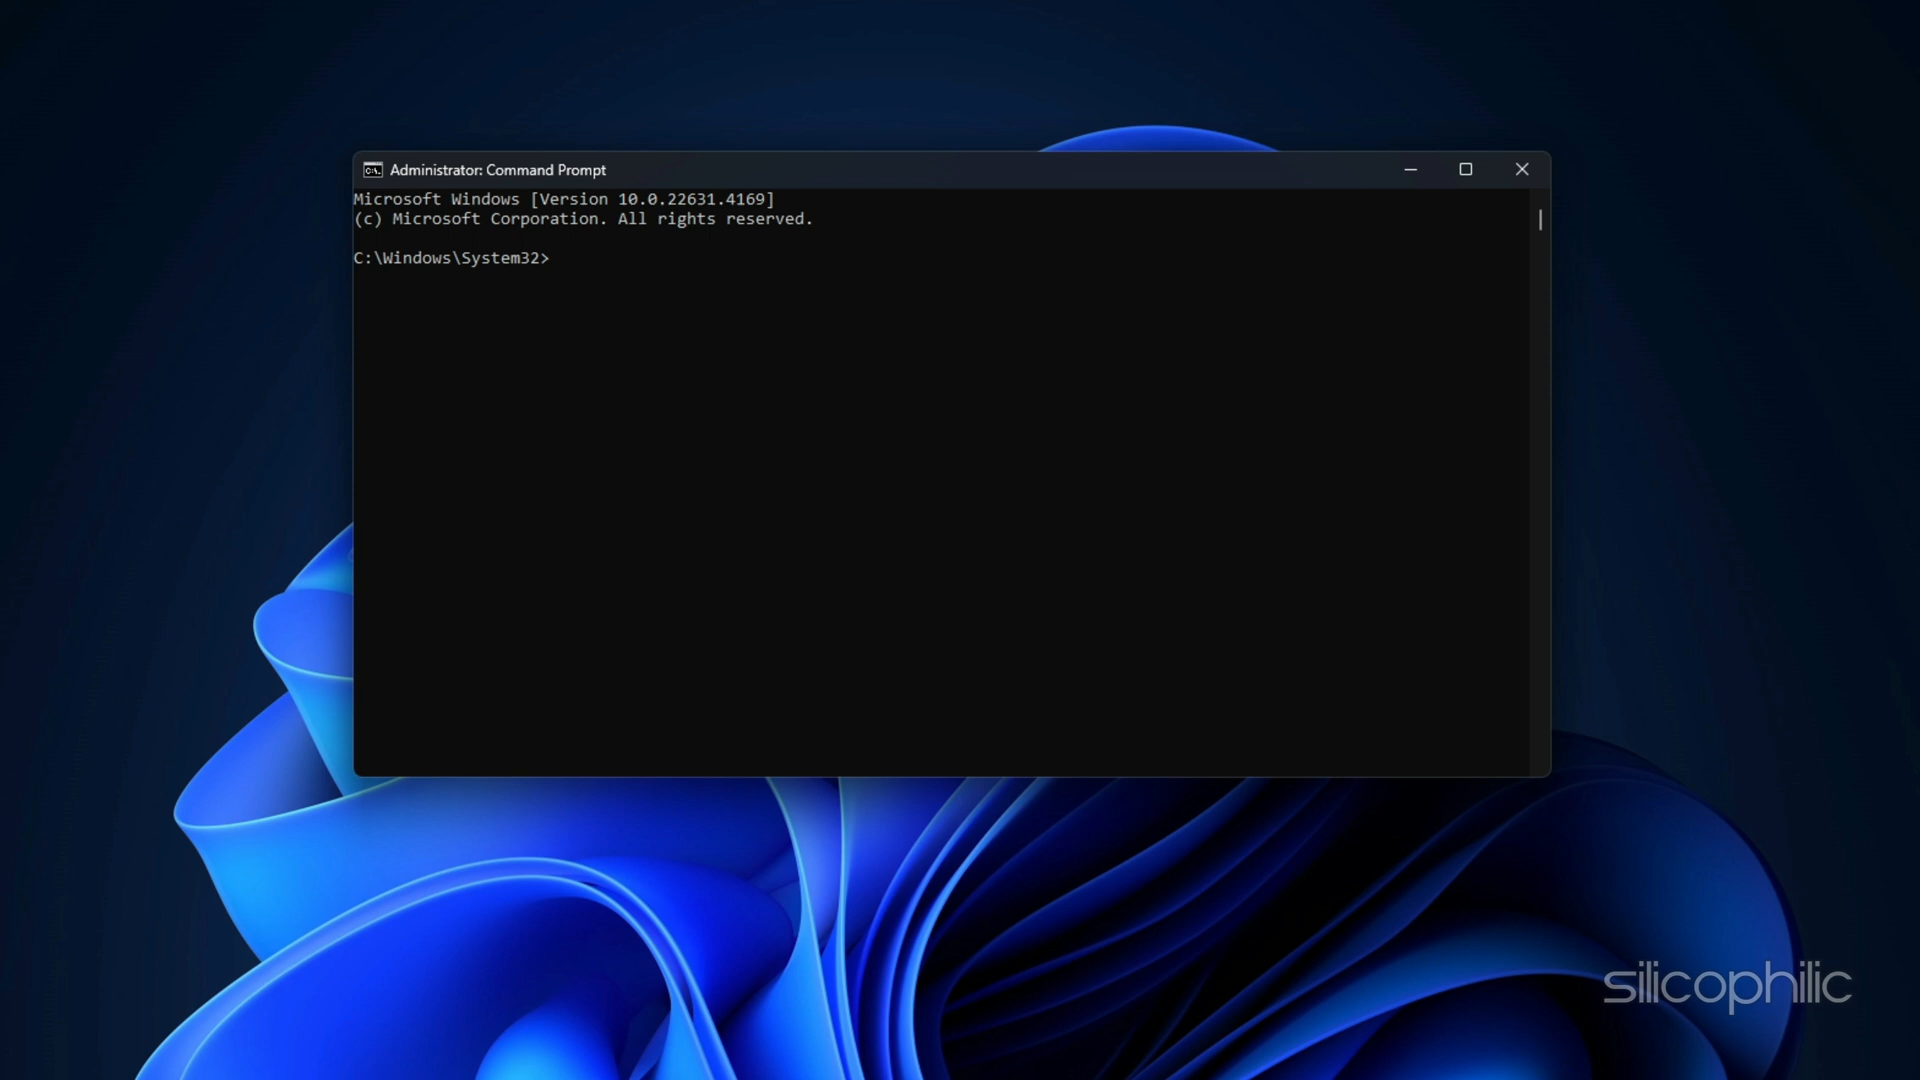 Administrator: Command Prompt
Microsoft Windows [Version 10.0.22631.4169]
(c) Microsoft Corporation. All rights reserved.
C:\Windows\System32>
silicophilic